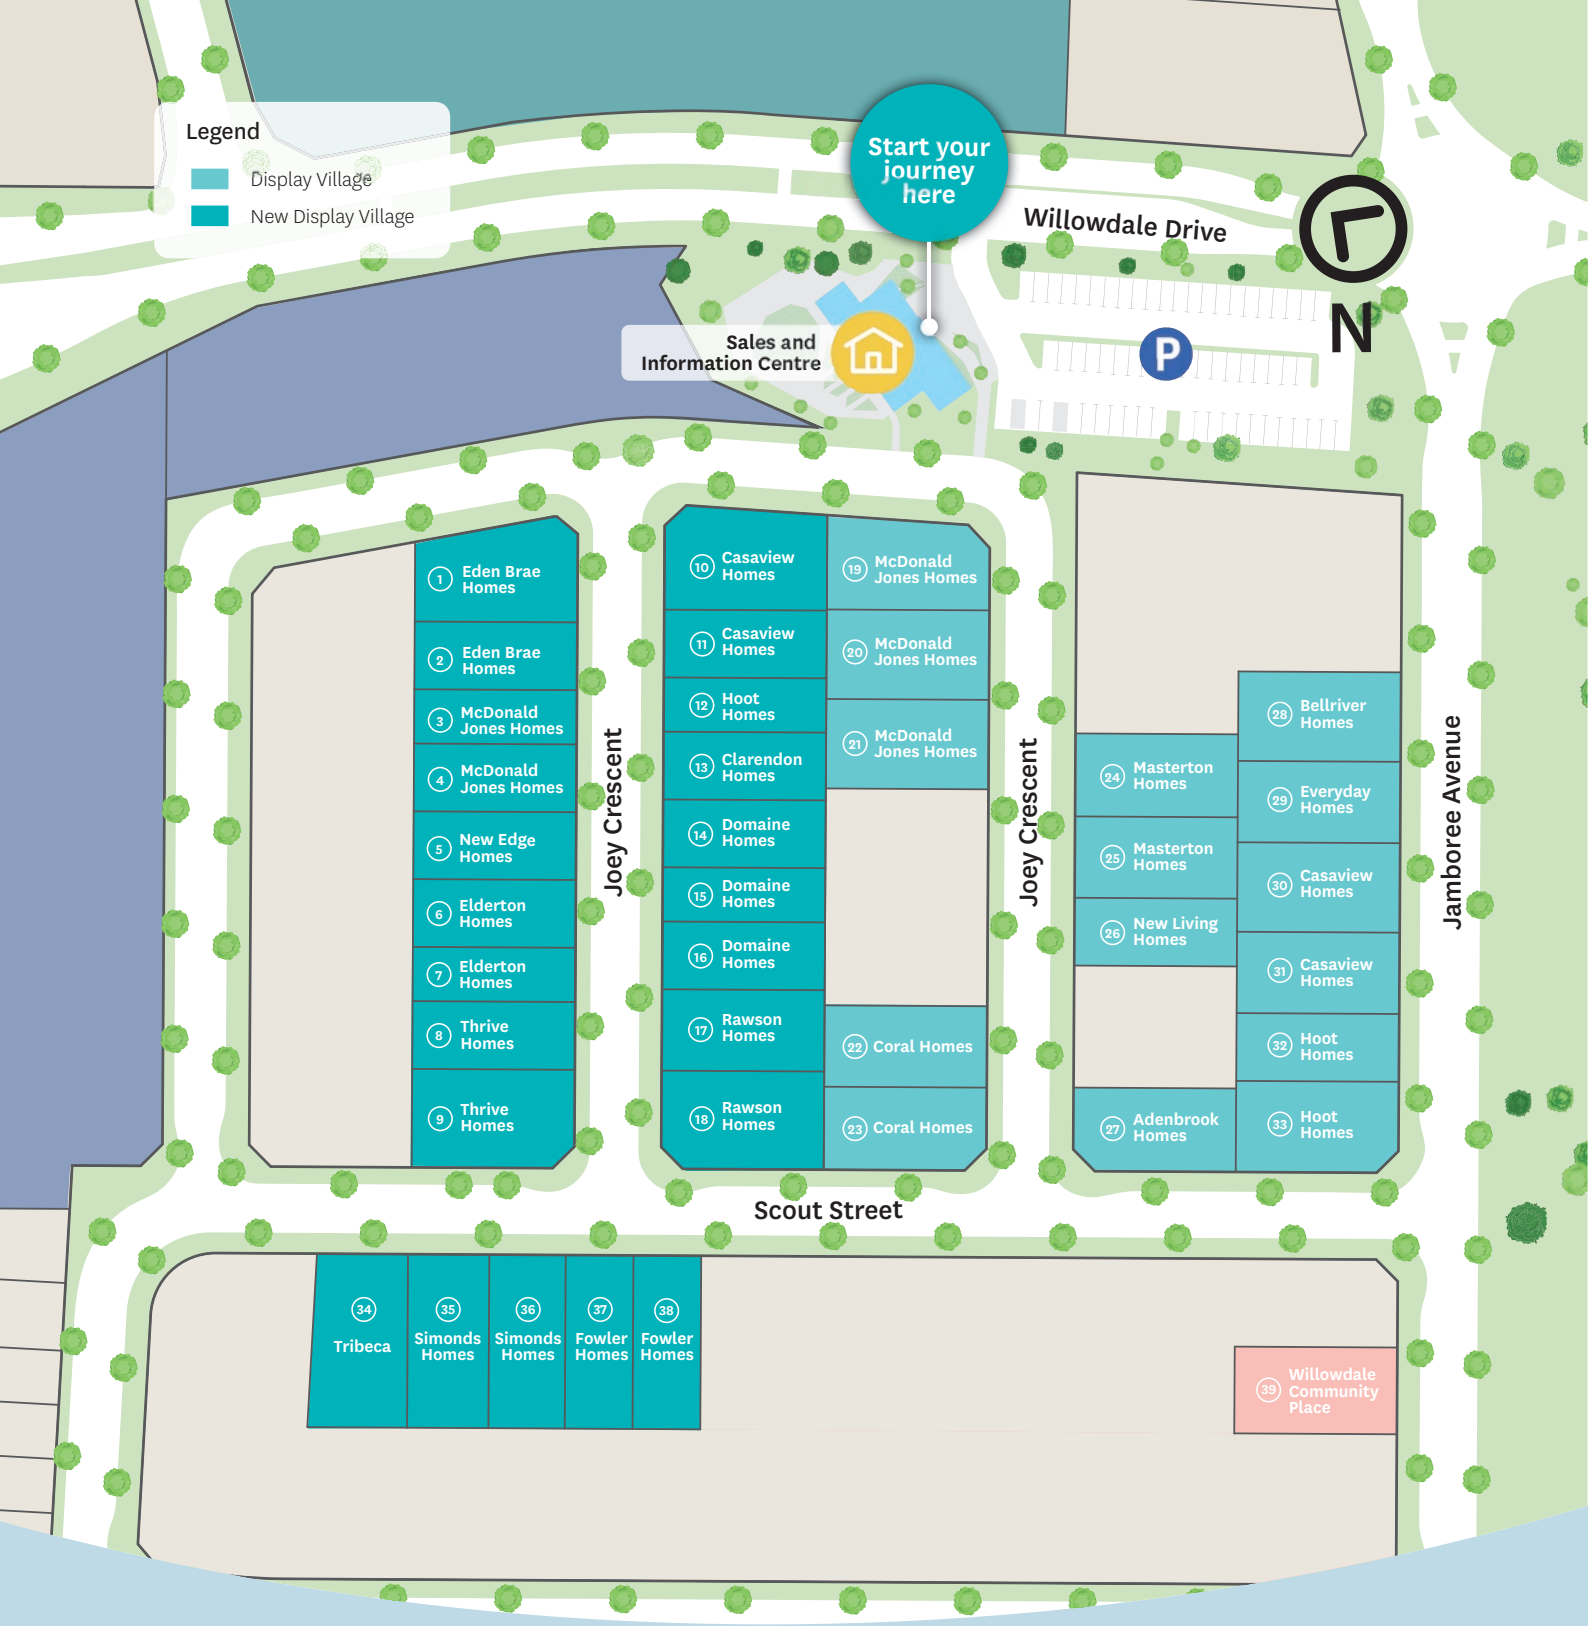 Start your
journey
here
Legend
Display Village
New Display Village
Willowdale Drive
N
P
Sales and
Information Centre
1 Eden Brae
Homes
2 Eden Brae
Homes
3 McDonald
Jones Homes
4 McDonald
Jones Homes
5 New Edge
Homes
6 Elderton
Homes
7 Elderton
Homes
8 Thrive
Homes
9 Thrive
Homes
Joey Crescent
10 Casaview
Homes
11 Casaview
Homes
12 Hoot
Homes
13 Clarendon
Homes
14 Domaine
Homes
15 Domaine
Homes
16 Domaine
Homes
17 Rawson
Homes
18 Rawson
Homes
19 McDonald
Jones Homes
20 McDonald
Jones Homes
21 McDonald
Jones Homes
22 Coral Homes
23 Coral Homes
Joey Crescent
24 Masterton
Homes
25 Masterton
Homes
26 New Living
Homes
27 Adenbrook
Homes
28 Bellriver
Homes
29 Everyday
Homes
30 Casaview
Homes
31 Casaview
Homes
32 Hoot
Homes
33 Hoot
Homes
Jamboree Avenue
Scout Street
34
Tribeca
35
Simonds
Homes
36
Simonds
Homes
37
Fowler
Homes
38
Fowler
Homes
39 Willowdale
Community
Place